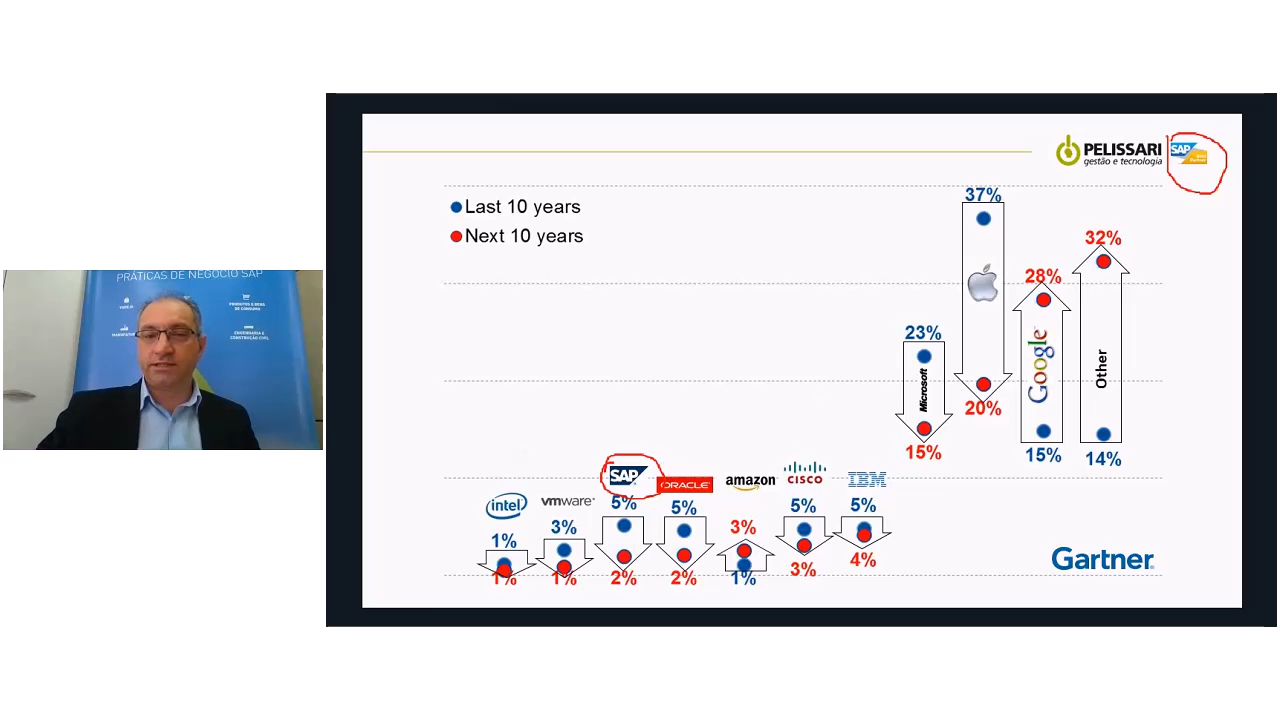 PRÁTICAS DE NEGÓCIO SAP
PRODUTOS E BENS
DE CONSUMO
ENGENHARIA E
CONSTRUÇÃO CIVIL
PELISSARI
gestão e tecnologia
SAP
Last 10 years
Next 10 years
37%
32%
28%
23%
Microsoft
Google
Other
20%
15%
15%
14%
intel
vmware
SAP
ORACLE
amazon
CISCO
IBM
1%
3%
5%
5%
3%
5%
5%
1%
1%
2%
2%
1%
3%
4%
Gartner